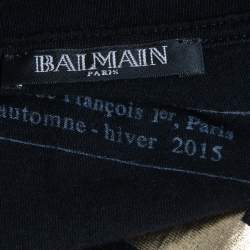 BALMAIN
PARIS
François 1er, Paris
automne - hiver 2015